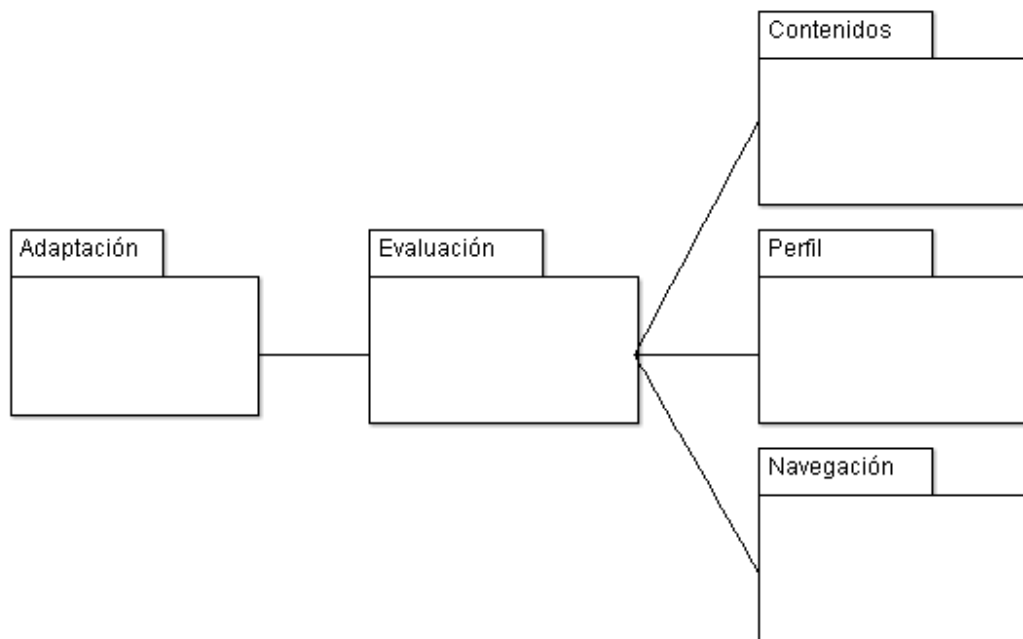 Contenidos
Adaptación
Evaluación
Perfil
Navegación